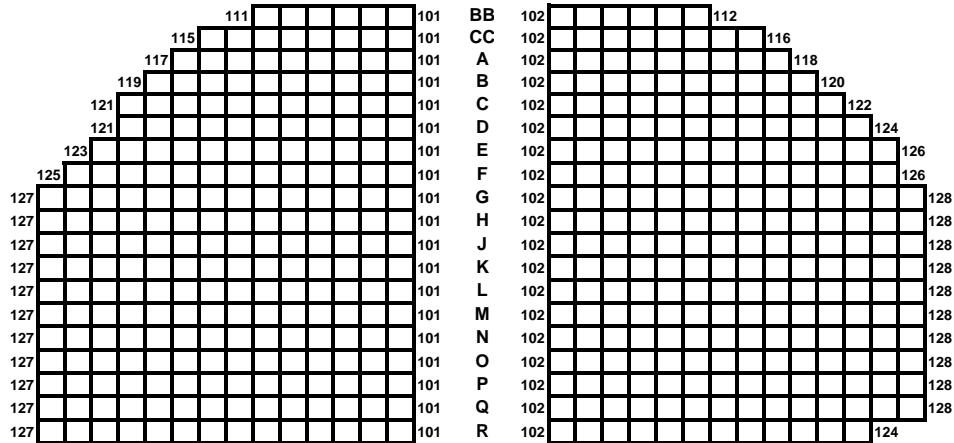 111 101 BB 102 112
115 101 CC 102 116
117 101 A 102 118
119 101 B 102 120
121 101 C 102 122
121 101 D 102 124
123 101 E 102 126
125 101 F 102 126
127 101 G 102 128
127 101 H 102 128
127 101 J 102 128
127 101 K 102 128
127 101 L 102 128
127 101 M 102 128
127 101 N 102 128
127 101 O 102 128
127 101 P 102 128
127 101 Q 102 128
127 101 R 102 124